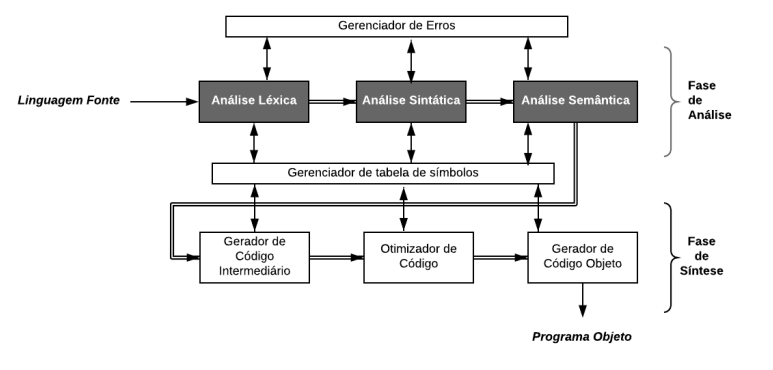 Gerenciador de Erros
Linguagem Fonte
Análise Léxica
Análise Sintática
Análise Semântica
Fase
de
Análise
Gerenciador de tabela de símbolos
Gerador de
Código
Intermediário
Otimizador de
Código
Gerador de
Código Objeto
Fase
de
Síntese
Programa Objeto